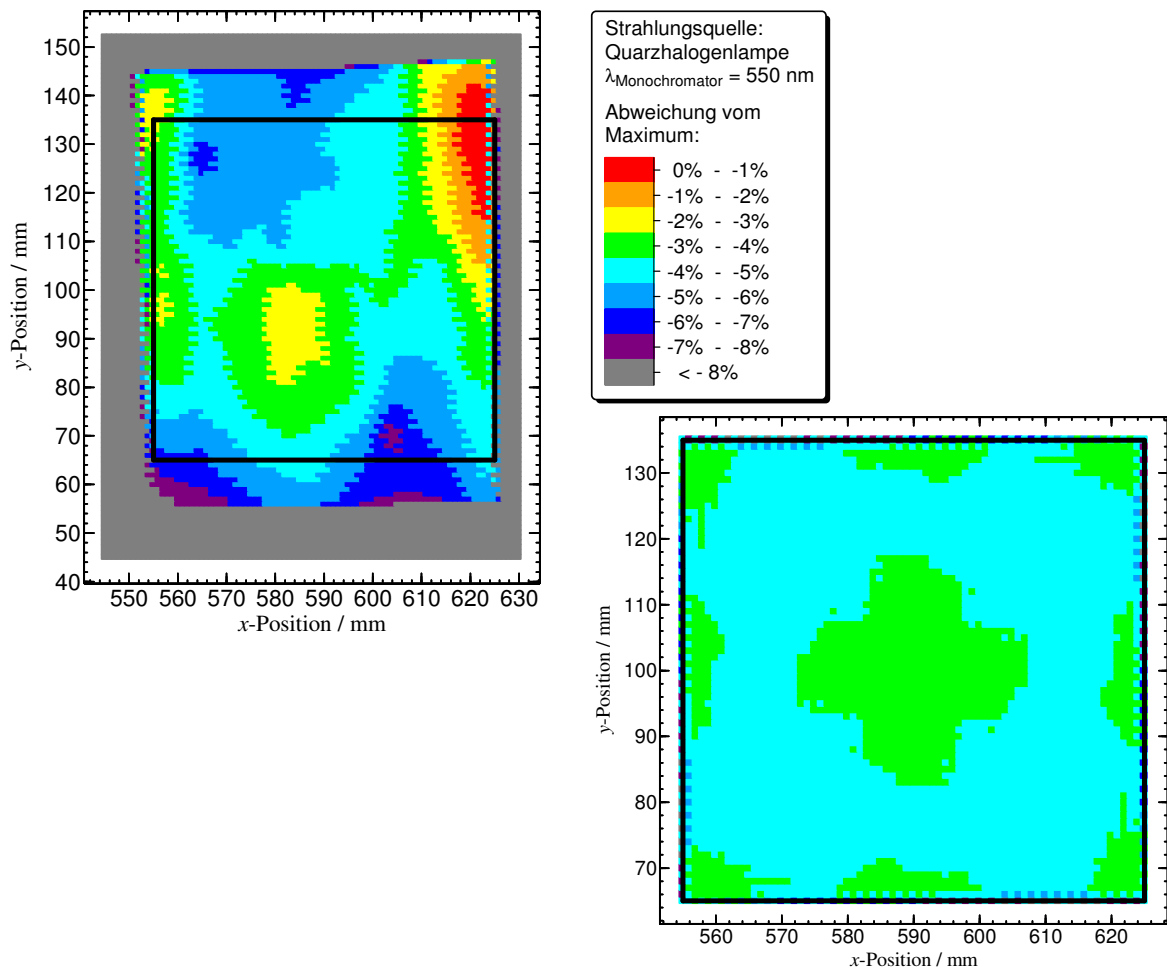 150
140
130
120
110
100
90
80
70
60
50
40
y-Position / mm
550 560 570 580 590 600 610 620 630
x-Position / mm
Strahlungsquelle:
Quarzhalogenlampe
λMonochromator = 550 nm
Abweichung vom
Maximum:
0% - -1%
-1% - -2%
-2% - -3%
-3% - -4%
-4% - -5%
-5% - -6%
-6% - -7%
-7% - -8%
< - 8%
130
120
110
100
90
80
70
y-Position / mm
560 570 580 590 600 610 620
x-Position / mm